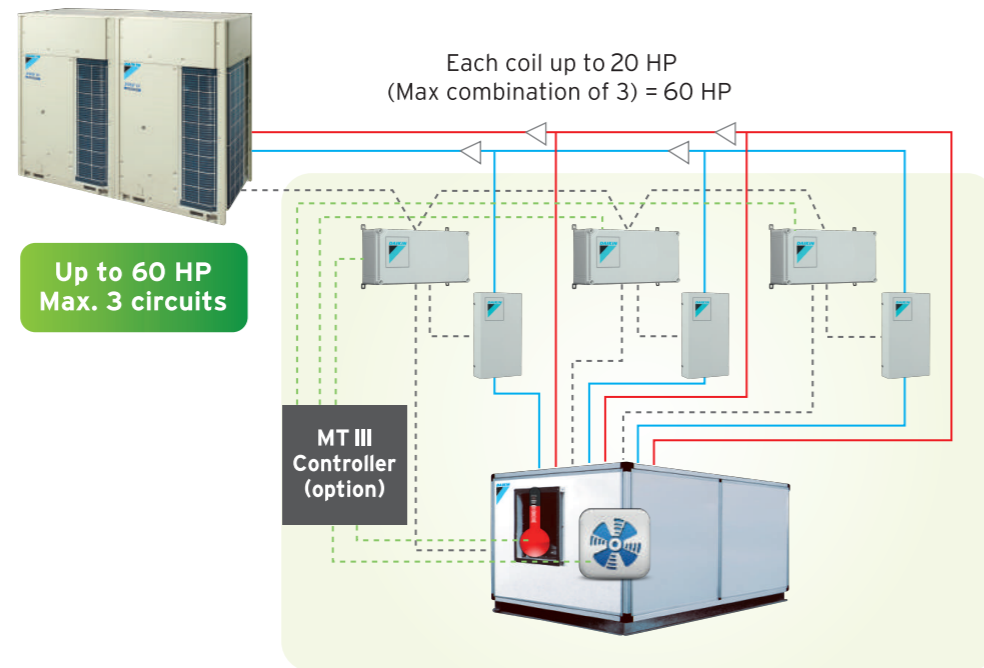 Each coil up to 20 HP
(Max combination of 3) = 60 HP
Up to 60 HP
Max. 3 circuits
MT III
Controller
(option)